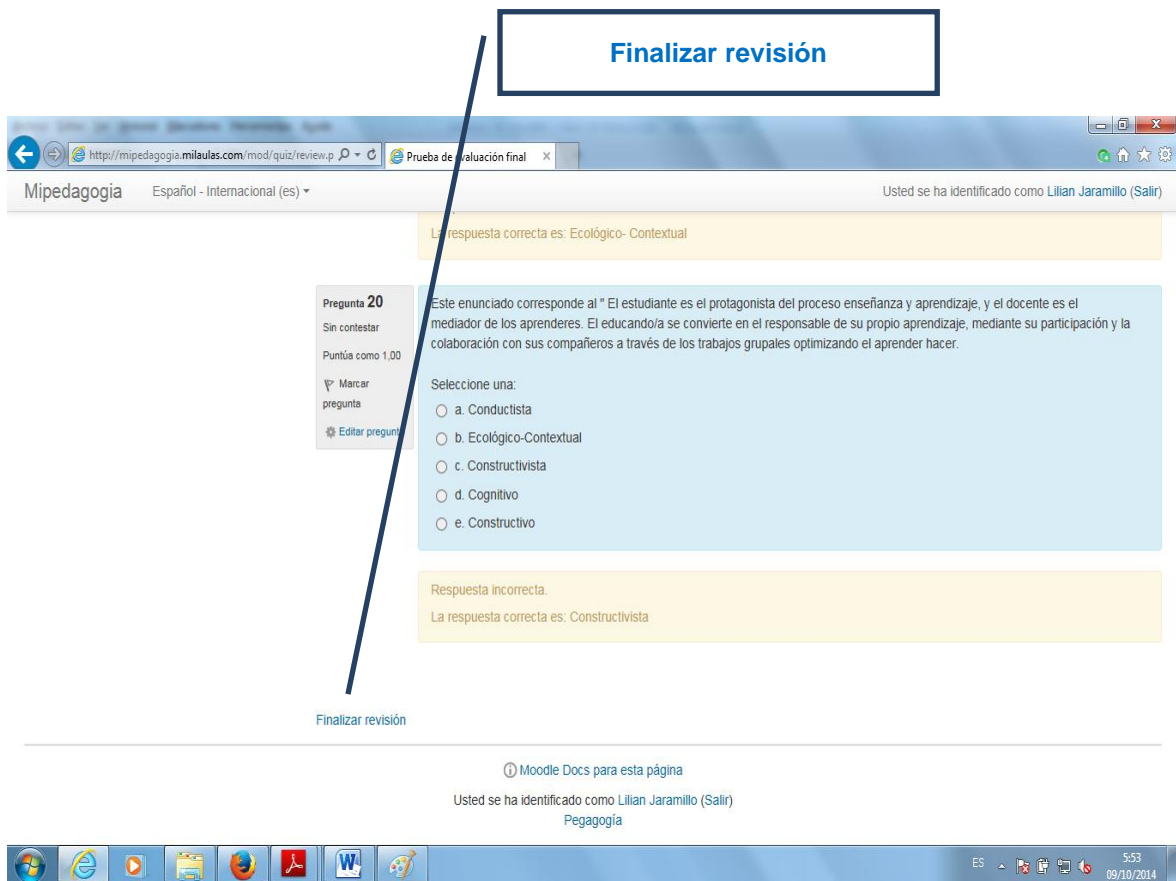 Finalizar revisión
http://mipedagogia.milaulas.com/mod/quiz/review.p
Prueba de evaluación final
Mipedagogia Español - Internacional (es)
Usted se ha identificado como Lilian Jaramillo (Salir)
La respuesta correcta es: Ecológico- Contextual
Pregunta 20
Sin contestar
Puntúa como 1,00
Marcar
pregunta
Editar pregunta
Este enunciado corresponde al " El estudiante es el protagonista del proceso enseñanza y aprendizaje, y el docente es el
mediador de los aprenderes. El educando/a se convierte en el responsable de su propio aprendizaje, mediante su participación y la
colaboración con sus compañeros a través de los trabajos grupales optimizando el aprender hacer.
Seleccione una:
a. Conductista
b. Ecológico-Contextual
c. Constructivista
d. Cognitivo
e. Constructivo
Respuesta incorrecta.
La respuesta correcta es: Constructivista
Finalizar revisión
Moodle Docs para esta página
Usted se ha identificado como Lilian Jaramillo (Salir)
Pegagogía
ES
5:53
09/10/2014